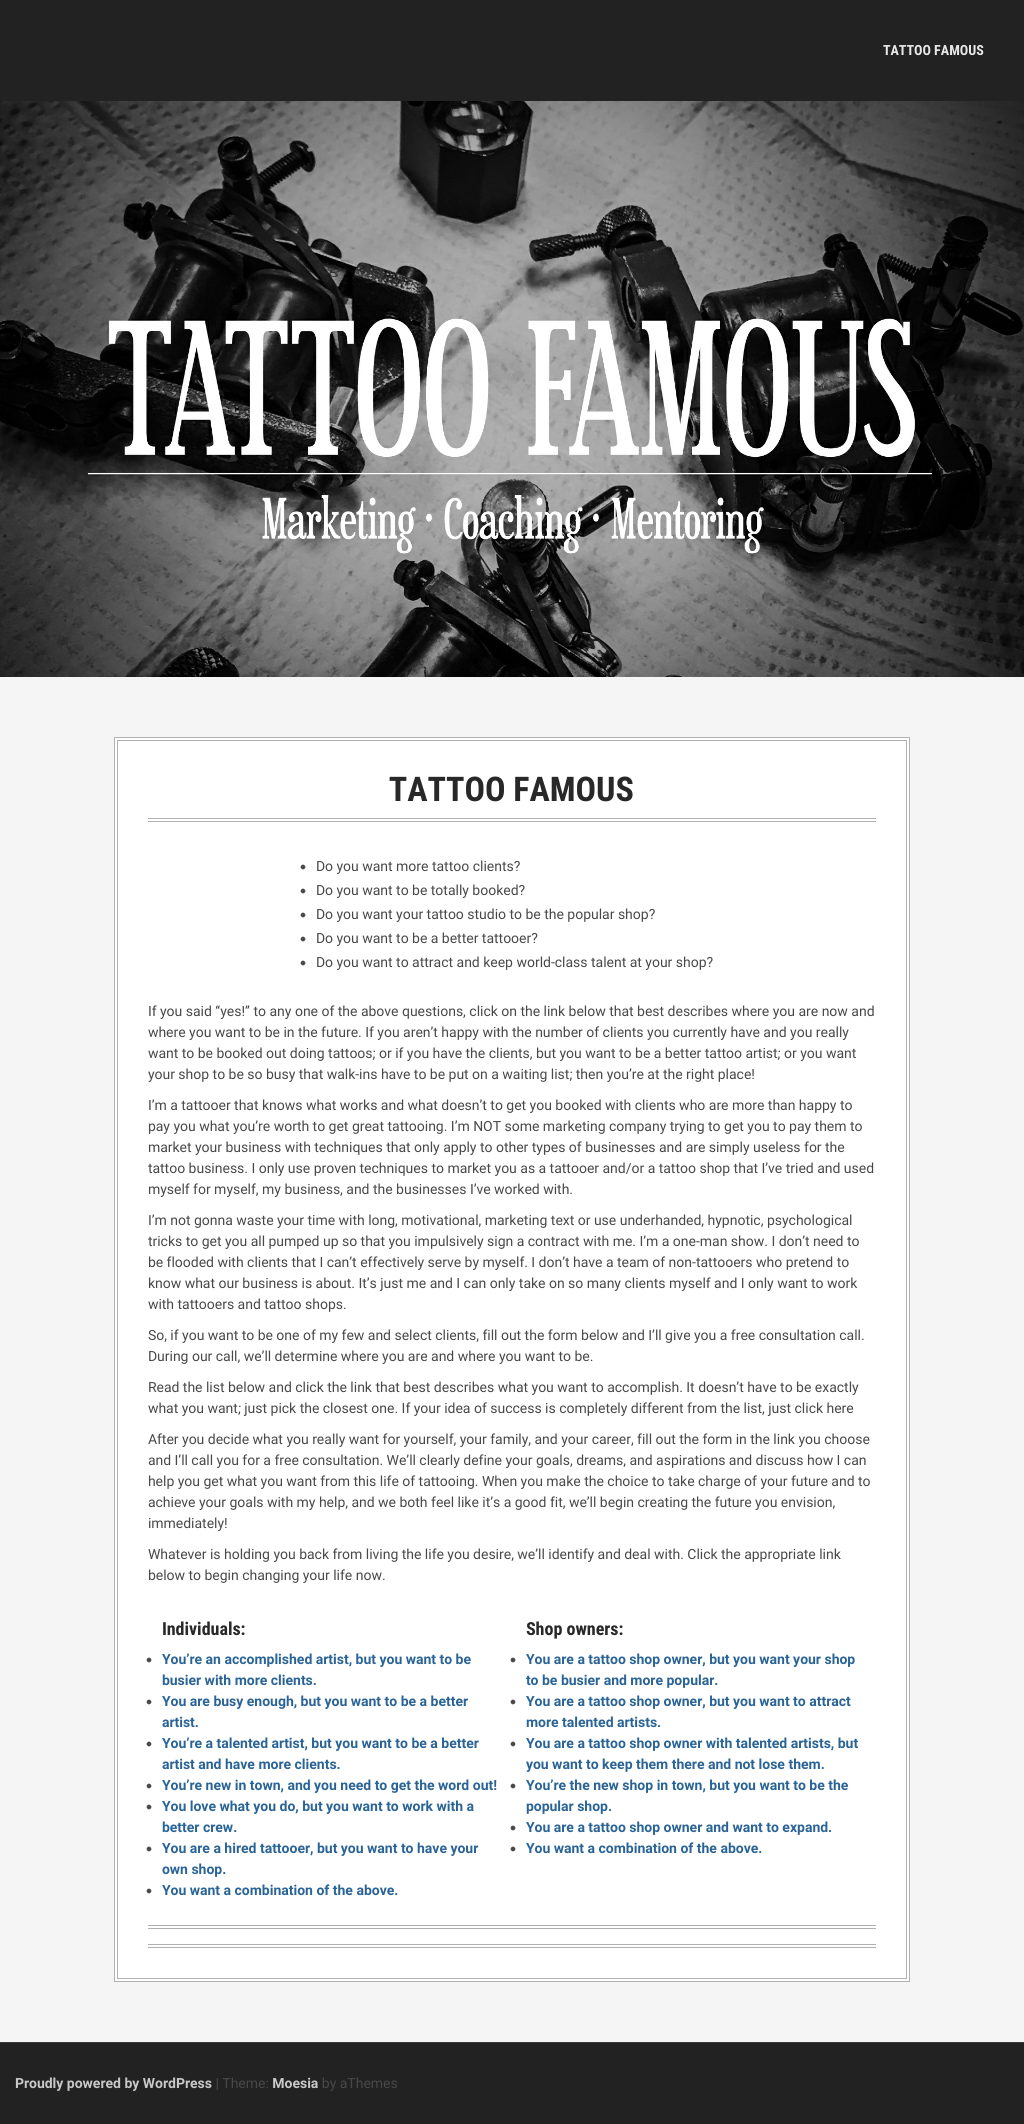 TATTOO FAMOUS
TATTOO FAMOUS
Marketing · Coaching · Mentoring
TATTOO FAMOUS
• Do you want more tattoo clients?
• Do you want to be totally booked?
• Do you want your tattoo studio to be the popular shop?
• Do you want to be a better tattooer?
• Do you want to attract and keep world-class talent at your shop?
If you said “yes!” to any one of the above questions, click on the link below that best describes where you are now and
where you want to be in the future. If you aren’t happy with the number of clients you currently have and you really
want to be booked out doing tattoos; or if you have the clients, but you want to be a better tattoo artist; or you want
your shop to be so busy that walk-ins have to be put on a waiting list; then you’re at the right place!
I’m a tattooer that knows what works and what doesn’t to get you booked with clients who are more than happy to
pay you what you’re worth to get great tattooing. I’m NOT some marketing company trying to get you to pay them to
market your business with techniques that only apply to other types of businesses and are simply useless for the
tattoo business. I only use proven techniques to market you as a tattooer and/or a tattoo shop that I’ve tried and used
myself for myself, my business, and the businesses I’ve worked with.
I’m not gonna waste your time with long, motivational, marketing text or use underhanded, hypnotic, psychological
tricks to get you all pumped up so that you impulsively sign a contract with me. I’m a one-man show. I don’t need to
be flooded with clients that I can’t effectively serve by myself. I don’t have a team of non-tattooers who pretend to
know what our business is about. It’s just me and I can only take on so many clients myself and I only want to work
with tattooers and tattoo shops.
So, if you want to be one of my few and select clients, fill out the form below and I’ll give you a free consultation call.
During our call, we’ll determine where you are and where you want to be.
Read the list below and click the link that best describes what you want to accomplish. It doesn’t have to be exactly
what you want; just pick the closest one. If your idea of success is completely different from the list, just click here
After you decide what you really want for yourself, your family, and your career, fill out the form in the link you choose
and I’ll call you for a free consultation. We’ll clearly define your goals, dreams, and aspirations and discuss how I can
help you get what you want from this life of tattooing. When you make the choice to take charge of your future and to
achieve your goals with my help, and we both feel like it’s a good fit, we’ll begin creating the future you envision,
immediately!
Whatever is holding you back from living the life you desire, we’ll identify and deal with. Click the appropriate link
below to begin changing your life now.
Individuals:
• You’re an accomplished artist, but you want to be
busier with more clients.
• You are busy enough, but you want to be a better
artist.
• You’re a talented artist, but you want to be a better
artist and have more clients.
• You’re new in town, and you need to get the word out!
• You love what you do, but you want to work with a
better crew.
• You are a hired tattooer, but you want to have your
own shop.
• You want a combination of the above.
Shop owners:
• You are a tattoo shop owner, but you want your shop
to be busier and more popular.
• You are a tattoo shop owner, but you want to attract
more talented artists.
• You are a tattoo shop owner with talented artists, but
you want to keep them there and not lose them.
• You’re the new shop in town, but you want to be the
popular shop.
• You are a tattoo shop owner and want to expand.
• You want a combination of the above.
Proudly powered by WordPress | Theme: Moesia by aThemes